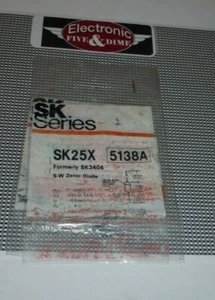 Electronic
FIVE & DIME
SK
Series
SK25X 5138A
Formerly SK3404
5 W Zener Diode